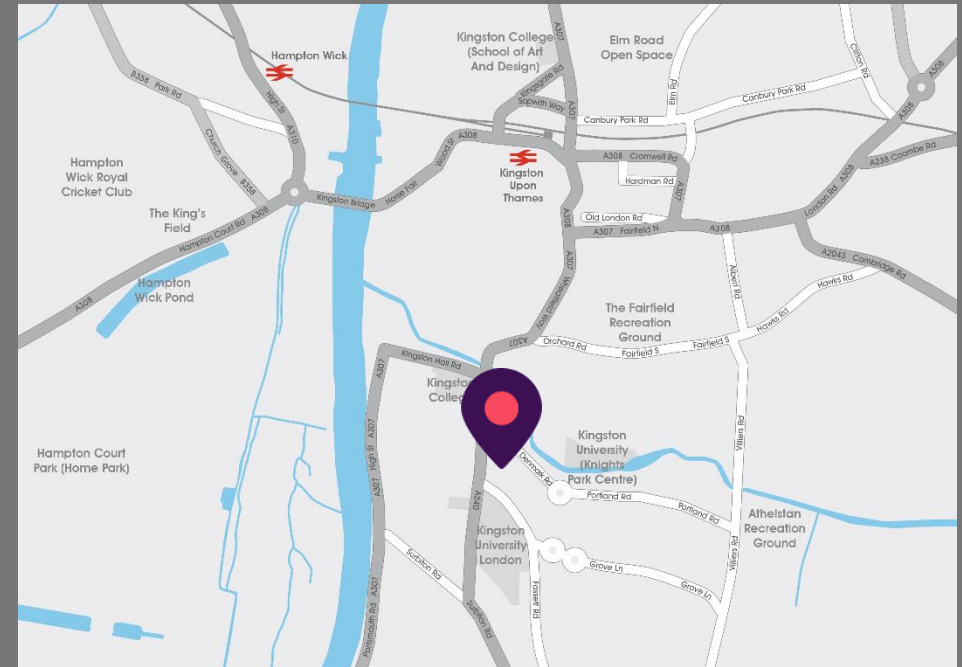 Hampton Wick
Kingston College
(School of Art
And Design)
Elm Road
Open Space
A307
Clifton Rd
A308
B358 Park Rd
High St
A310
Kingsgate Rd
Sopwith Way
A307
Elm Rd
Canbury Park Rd
Canbury Park Rd
A308
A238 Coombe Rd
Hampton
Wick Royal
Cricket Club
Church Grove B358
Wood St A308
Kingston
Upon
Thames
A308 Cromwell Rd
Hardman Rd
A307
A308
London Rd
The King's
Field
Hampton Court Rd A308
Kingston Bridge
Horse Fair
A308
Old London Rd
A307 Fairfield N
A308
A2043 Cambridge Rd
Hampton
Wick Pond
A308
A307
Wheatfield Way
Albert Rd
Hawks Rd
Hawks Rd
The Fairfield
Recreation
Ground
A307
Orchard Rd
Fairfield S
Fairfield S
Kingston Hall Rd
A307
Kingston
College
Hampton Court
Park (Home Park)
A307
High St
A307
Kingston
University
(Knights
Park Centre)
Denmark Rd
Portland Rd
Portland Rd
Villiers Rd
A240
Athelstan
Recreation
Ground
Kingston
University
London
Surbiton Rd
Grove Ln
Grove Ln
Villiers Rd
Fassett Rd
Portsmouth Rd A307
Surbiton Rd